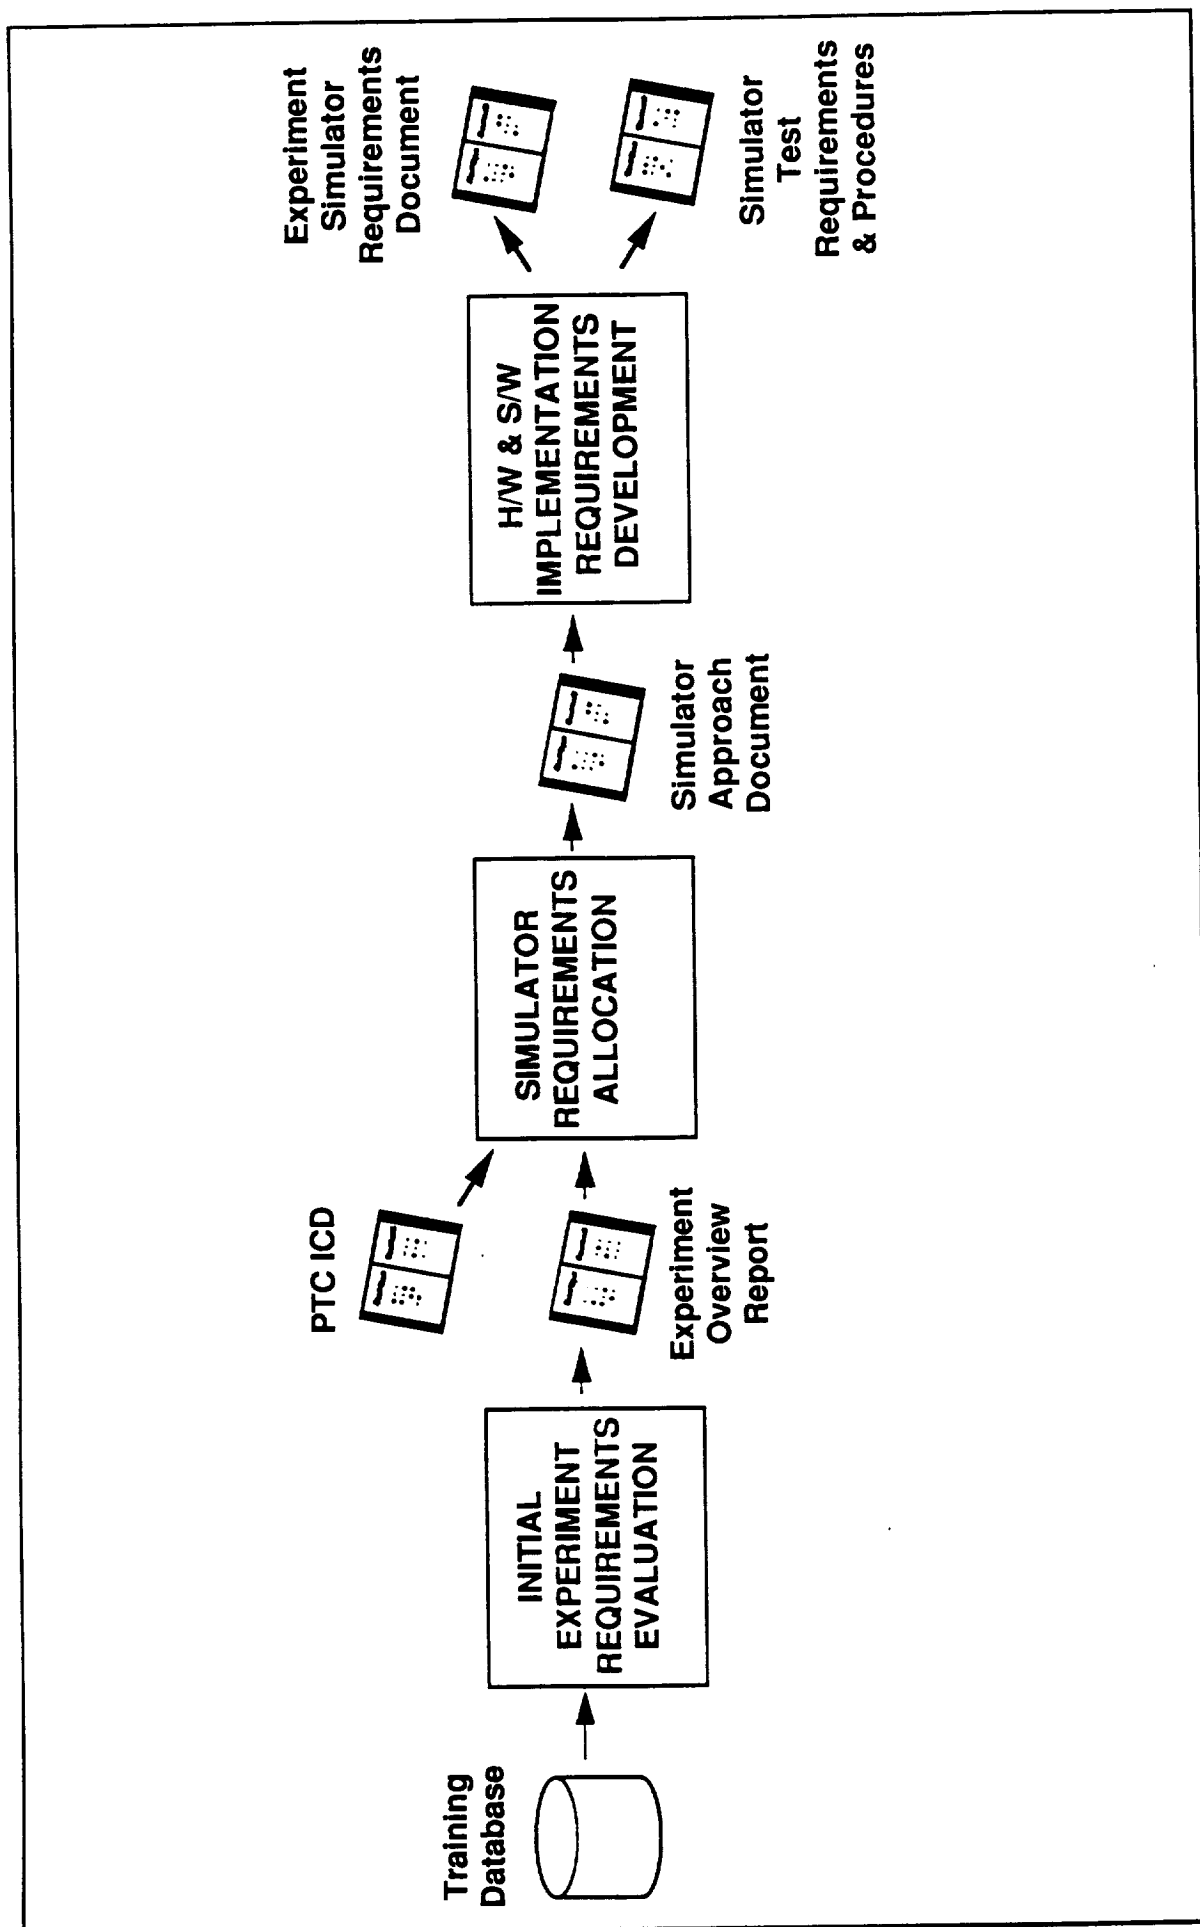 Training
Database
INITIAL
EXPERIMENT
REQUIREMENTS
EVALUATION
PTC ICD
Experiment
Overview
Report
SIMULATOR
REQUIREMENTS
ALLOCATION
Simulator
Approach
Document
H/W & S/W
IMPLEMENTATION
REQUIREMENTS
DEVELOPMENT
Experiment
Simulator
Requirements
Document
Simulator
Test
Requirements
& Procedures